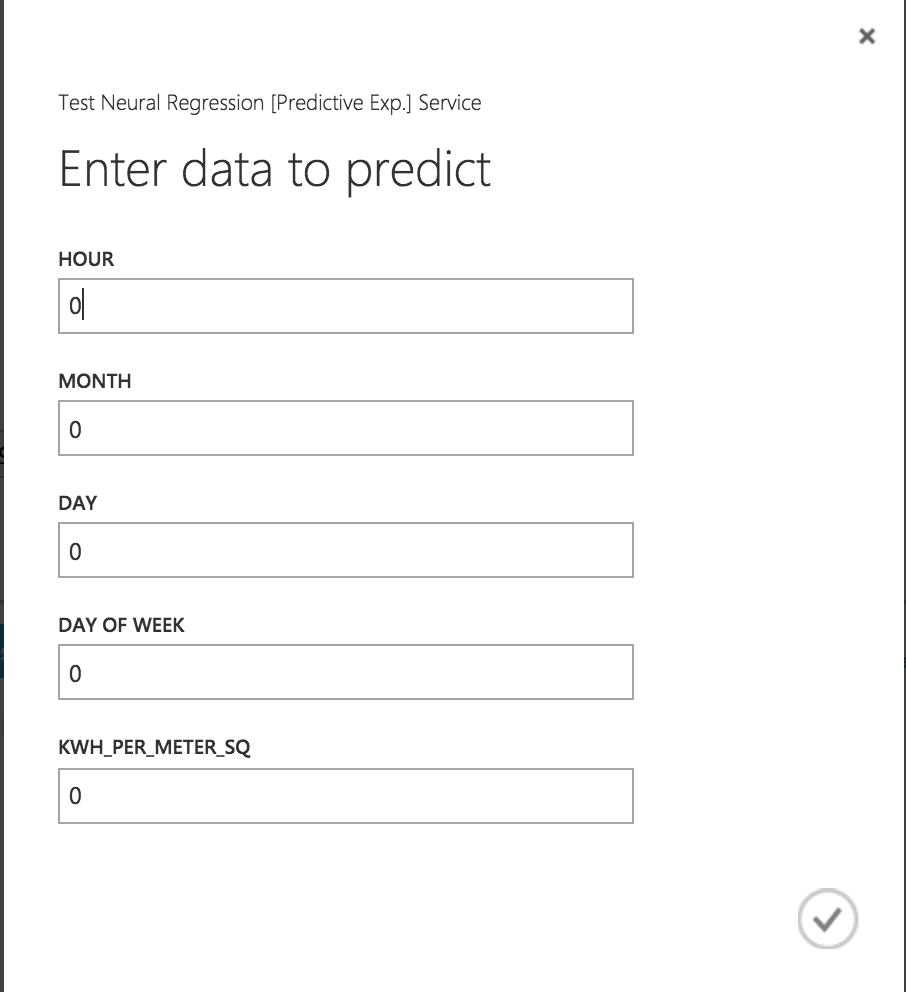 Test Neural Regression [Predictive Exp.] Service
Enter data to predict
HOUR
0
MONTH
0
DAY
0
DAY OF WEEK
0
KWH_PER_METER_SQ
0